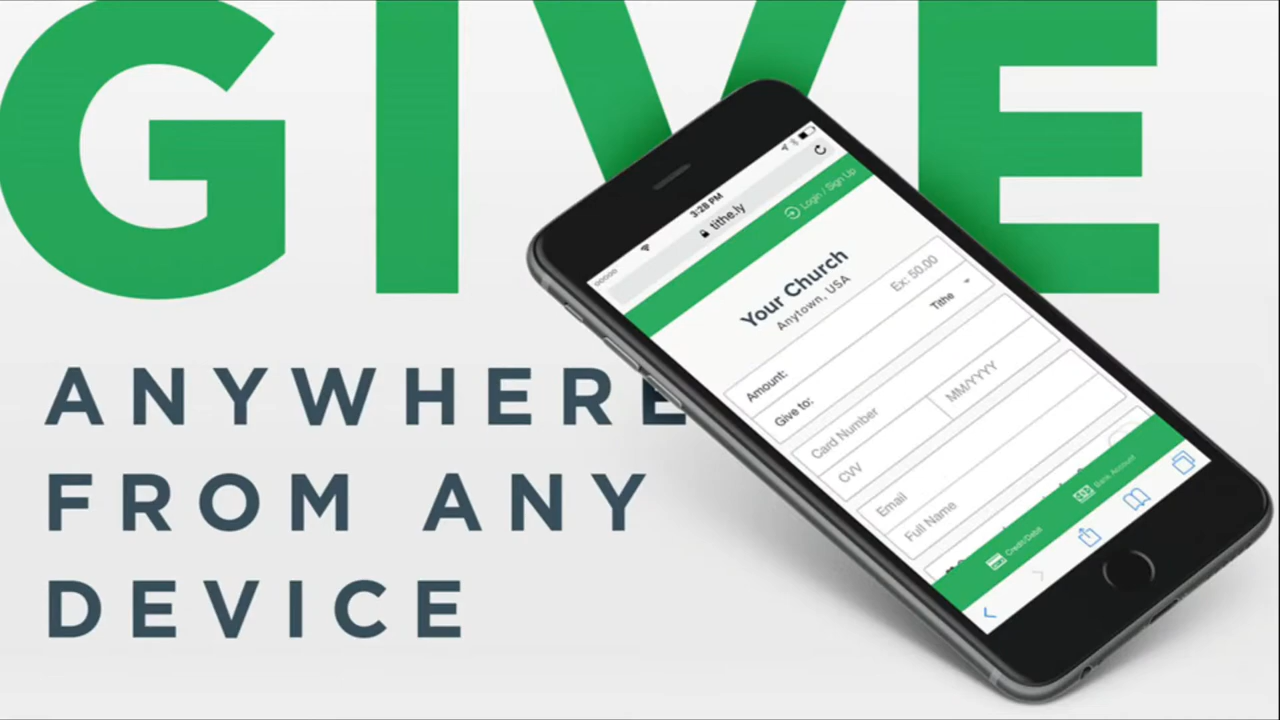 GIVE
ANYWHERE
FROM ANY
DEVICE
3:28 PM
tithe.ly
Login / Sign Up
Your Church
Anytown, USA
Amount: Ex: 50.00
Give to: Tithe
Card Number MM/YYYY
CVV
Email
Full Name
Credit/Debit Bank Account